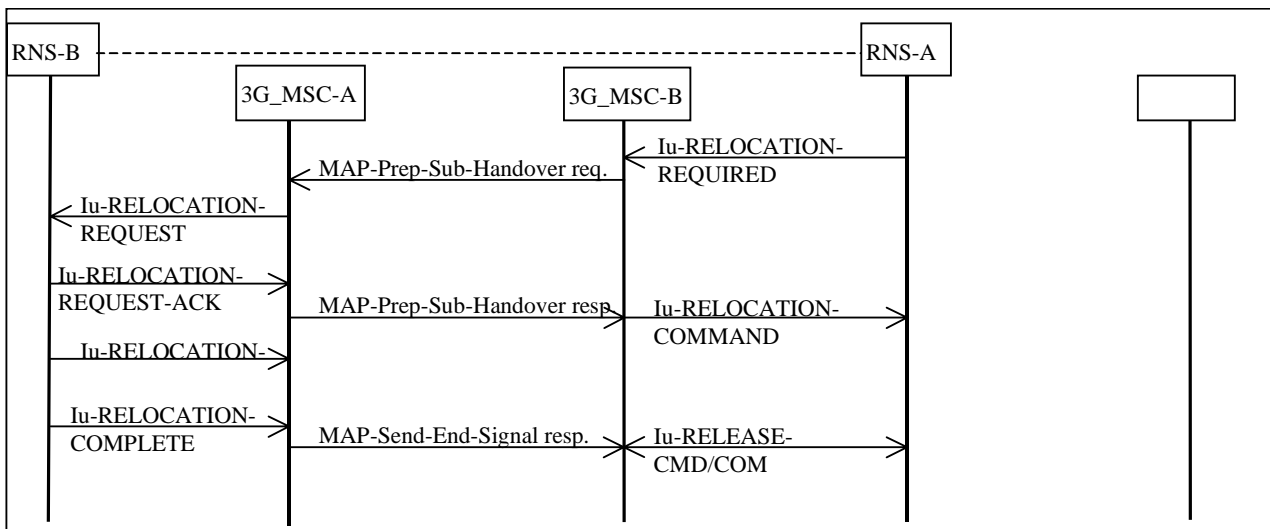 RNS-B
RNS-A
3G_MSC-A
3G_MSC-B
Iu-RELOCATION-
REQUIRED
MAP-Prep-Sub-Handover req.
Iu-RELOCATION-
REQUEST
Iu-RELOCATION-
REQUEST-ACK
MAP-Prep-Sub-Handover resp.
Iu-RELOCATION-
COMMAND
Iu-RELOCATION-
Iu-RELOCATION-
COMPLETE
MAP-Send-End-Signal resp.
Iu-RELEASE-
CMD/COM